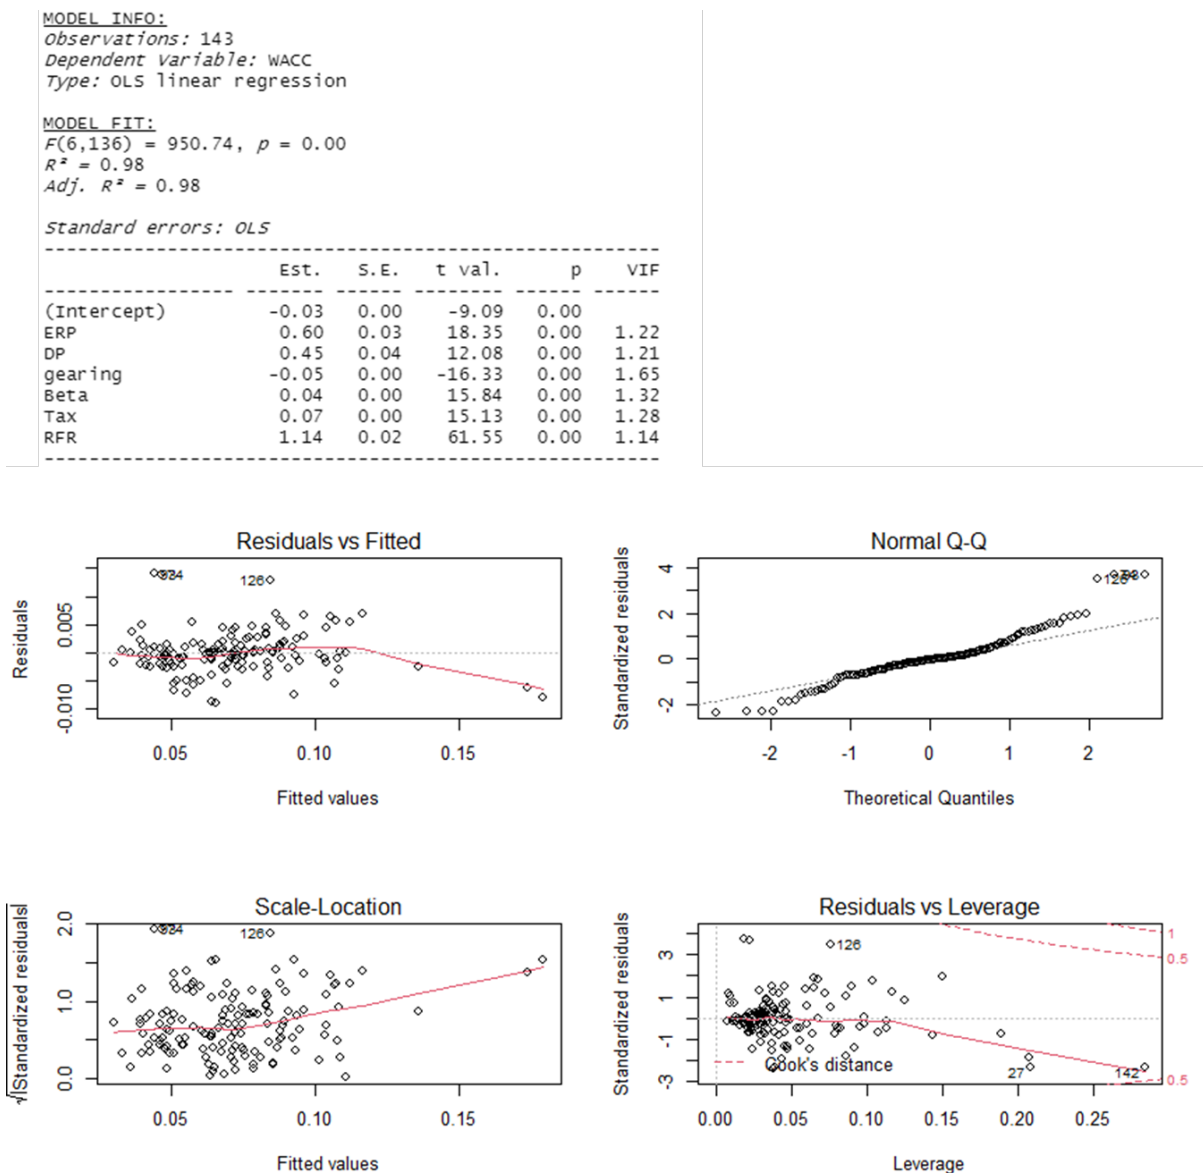 MODEL INFO:
Observations: 143
Dependent Variable: WACC
Type: OLS linear regression
MODEL FIT:
F(6,136) = 950.74, p = 0.00
R² = 0.98
Adj. R² = 0.98
Standard errors: OLS
-------------------------------------------------------
Est. S.E. t val. p VIF
----------------- ------- ------ -------- ------ ------
(Intercept) -0.03 0.00 -9.09 0.00
ERP 0.60 0.03 18.35 0.00 1.22
DP 0.45 0.04 12.08 0.00 1.21
gearing -0.05 0.00 -16.33 0.00 1.65
Beta 0.04 0.00 15.84 0.00 1.32
Tax 0.07 0.00 15.13 0.00 1.28
RFR 1.14 0.02 61.55 0.00 1.14
-------------------------------------------------------
Residuals vs Fitted
Residuals
0.005
-0.010
126
0.05 0.10 0.15
Fitted values
Normal Q-Q
Standardized residuals
4
2
0
-2
-2 -1 0 1 2
Theoretical Quantiles
Scale-Location
√|Standardized residuals|
2.0
1.0
0.0
126
0.05 0.10 0.15
Fitted values
Residuals vs Leverage
Standardized residuals
3
1
-1
-3
126
1
0.5
Cook's distance
27
142
0.5
0.00 0.05 0.10 0.15 0.20 0.25
Leverage